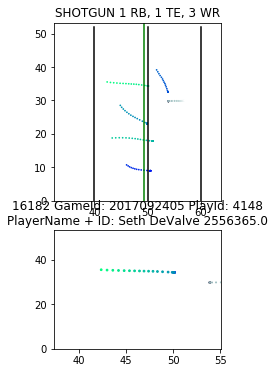 SHOTGUN 1 RB, 1 TE, 3 WR
50
40
30
20
10
0
40 50 60
16182 GameId: 2017092405 PlayId: 4148
PlayerName + ID: Seth DeValve 2556365.0
40
20
0
40 45 50 55